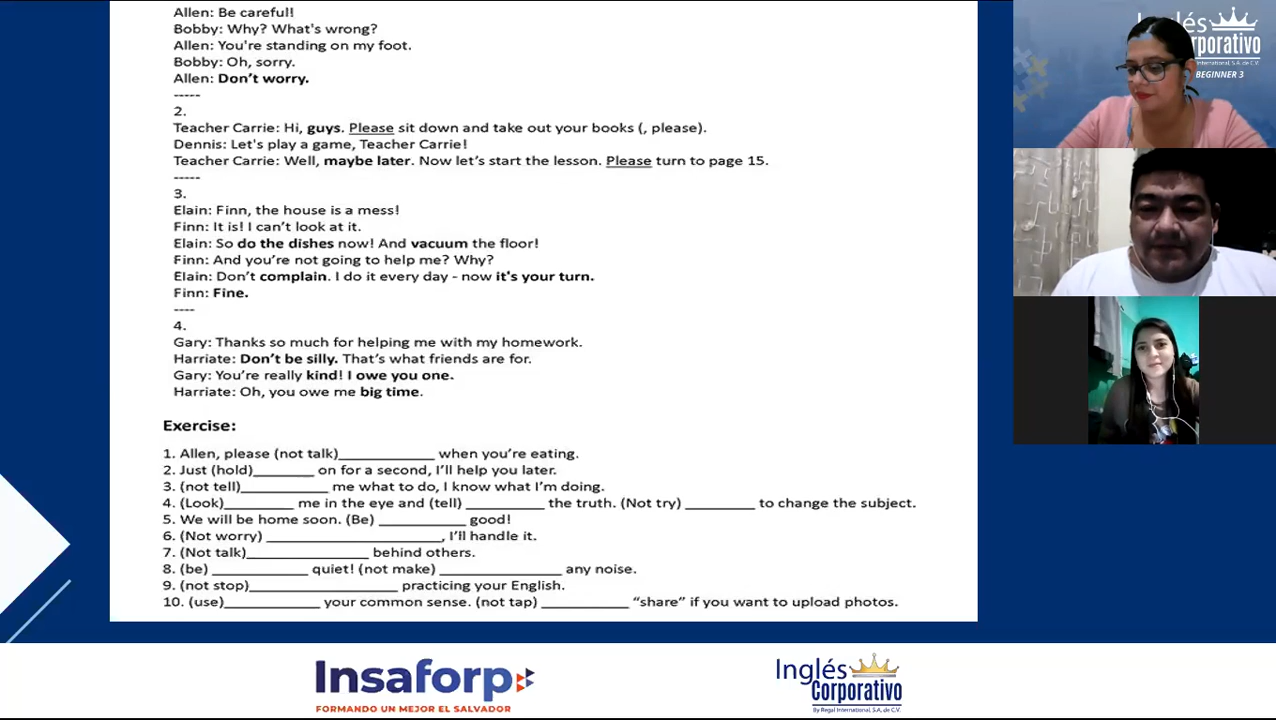 Allen: Be careful!
Bobby: Why? What's wrong?
Allen: You're standing on my foot.
Bobby: Oh, sorry.
Allen: Don't worry.
-----
2.
Teacher Carrie: Hi, guys. Please sit down and take out your books (, please).
Dennis: Let's play a game, Teacher Carrie!
Teacher Carrie: Well, maybe later. Now let's start the lesson. Please turn to page 15.
-----
3.
Elain: Finn, the house is a mess!
Finn: It is! I can't look at it.
Elain: So do the dishes now! And vacuum the floor!
Finn: And you're not going to help me? Why?
Elain: Don't complain. I do it every day - now it's your turn.
Finn: Fine.
----
4.
Gary: Thanks so much for helping me with my homework.
Harriate: Don't be silly. That's what friends are for.
Gary: You're really kind! I owe you one.
Harriate: Oh, you owe me big time.
Exercise:
1. Allen, please (not talk)____________ when you're eating.
2. Just (hold)________ on for a second, I'll help you later.
3. (not tell)___________ me what to do, I know what I'm doing.
4. (Look)_________ me in the eye and (tell) __________ the truth. (Not try) _________ to change the subject.
5. We will be home soon. (Be) ___________ good!
6. (Not worry) ______________________, I'll handle it.
7. (Not talk)________________ behind others.
8. (be) ____________ quiet! (not make) ________________ any noise.
9. (not stop)___________________ practicing your English.
10. (use)____________ your common sense. (not tap) ___________ "share" if you want to upload photos.
Insaforp
FORMANDO UN MEJOR EL SALVADOR
Inglés
Corporativo
By Regal International, S.A. de C.V.
Inglés
rporativo
International, S.A. de C.V.
BEGINNER 3